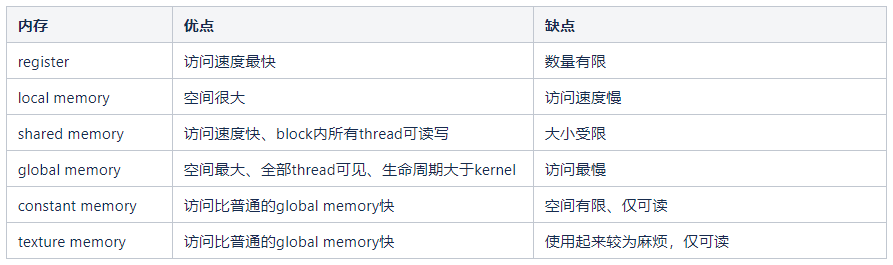 内存 优点 缺点
register 访问速度最快 数量有限
local memory 空间很大 访问速度慢
shared memory 访问速度快、block内所有thread可读写 大小受限
global memory 空间最大、全部thread可见、生命周期大于kernel 访问最慢
constant memory 访问比普通的global memory快 空间有限、仅可读
texture memory 访问比普通的global memory快 使用起来较为麻烦，仅可读